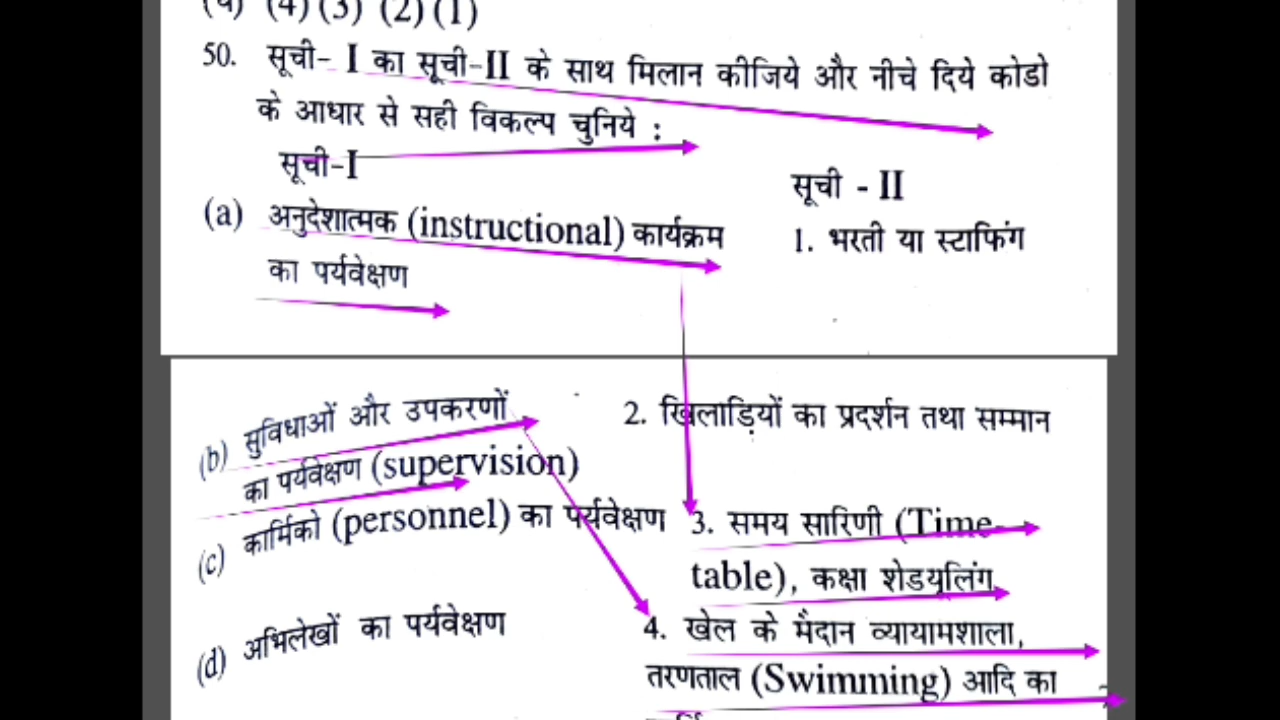 (4) (3) (2) (1)
50. सूची- I का सूची-II के साथ मिलान कीजिये और नीचे दिये कोडो
के आधार से सही विकल्प चुनिये :
सूची-I
सूची - II
(a) अनुदेशात्मक (instructional) कार्यक्रम
1. भरती या स्टाफिंग
का पर्यवेक्षण
(b) सुविधाओं और उपकरणों
2. खिलाड़ियों का प्रदर्शन तथा सम्मान
का पर्यवेक्षण (supervision)
(c) कार्मिको (personnel) का पर्यवेक्षण
3. समय सारिणी (Time-
table), कक्षा शेडयूलिंग
(d) अभिलेखों का पर्यवेक्षण
4. खेल के मैदान व्यायामशाला,
तरणताल (Swimming) आदि का